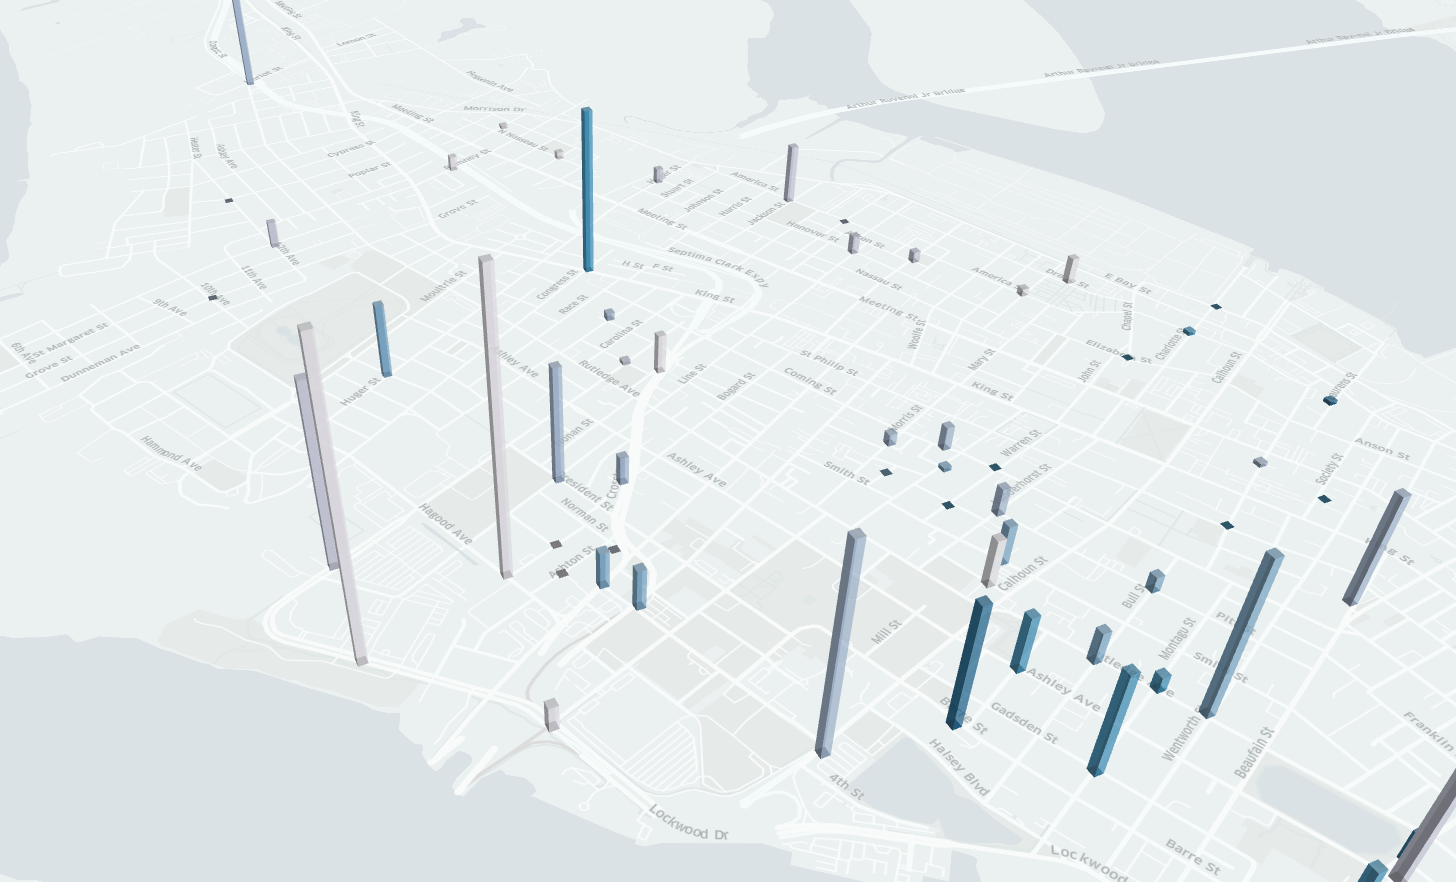 King St
Lemon St
Arthur Ravenel Jr Bridge
Arthur Ravenel Jr Bridge
Arthur Ravenel Jr Bridge
Morrison Dr
Meeting St
King St
N Nassau St
Cypress St
Poplar St
Grove St
America St
Stuart St
Johnson St
Harris St
Jackson St
Meeting St
Hanover St
Septima Clark Expy
H St
F St
King St
Nassau St
Meeting St
America
E Bay St
Chapel St
Moultrie St
Congress St
Race St
Carolina St
12th Ave
11th Ave
10th Ave
9th Ave
St Margaret St
6th Ave
Grove St
Dunneman Ave
Huger St
Ashley Ave
Rutledge Ave
Line St
Bogard St
Woolfe St
St Philip St
Coming St
Mary St
King St
John St
Elizabeth St
Charlotte
Calhoun St
Anson St
Society St
Morris St
Warren St
Smith St
Hammond Ave
Hagood Ave
President St
Norman St
Ashton St
Ashley Ave
Calhoun St
Bull St
Montagu St
Mill St
Ashley Ave
Gadsden St
Wentworth
Beaufain St
Franklin
Halsey Blvd
4th St
Lockwood Dr
Lockwood
Barre St